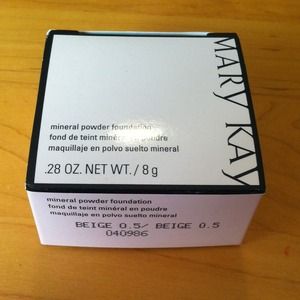 MARY KAY
mineral powder foundation
fond de teint minéral en poudre
maquillaje en polvo suelto mineral
.28 OZ. NET WT. / 8 g
mineral powder foundation
fond de teint minéral en poudre
maquillaje en polvo suelto mineral
BEIGE 0.5/ BEIGE 0.5
040986